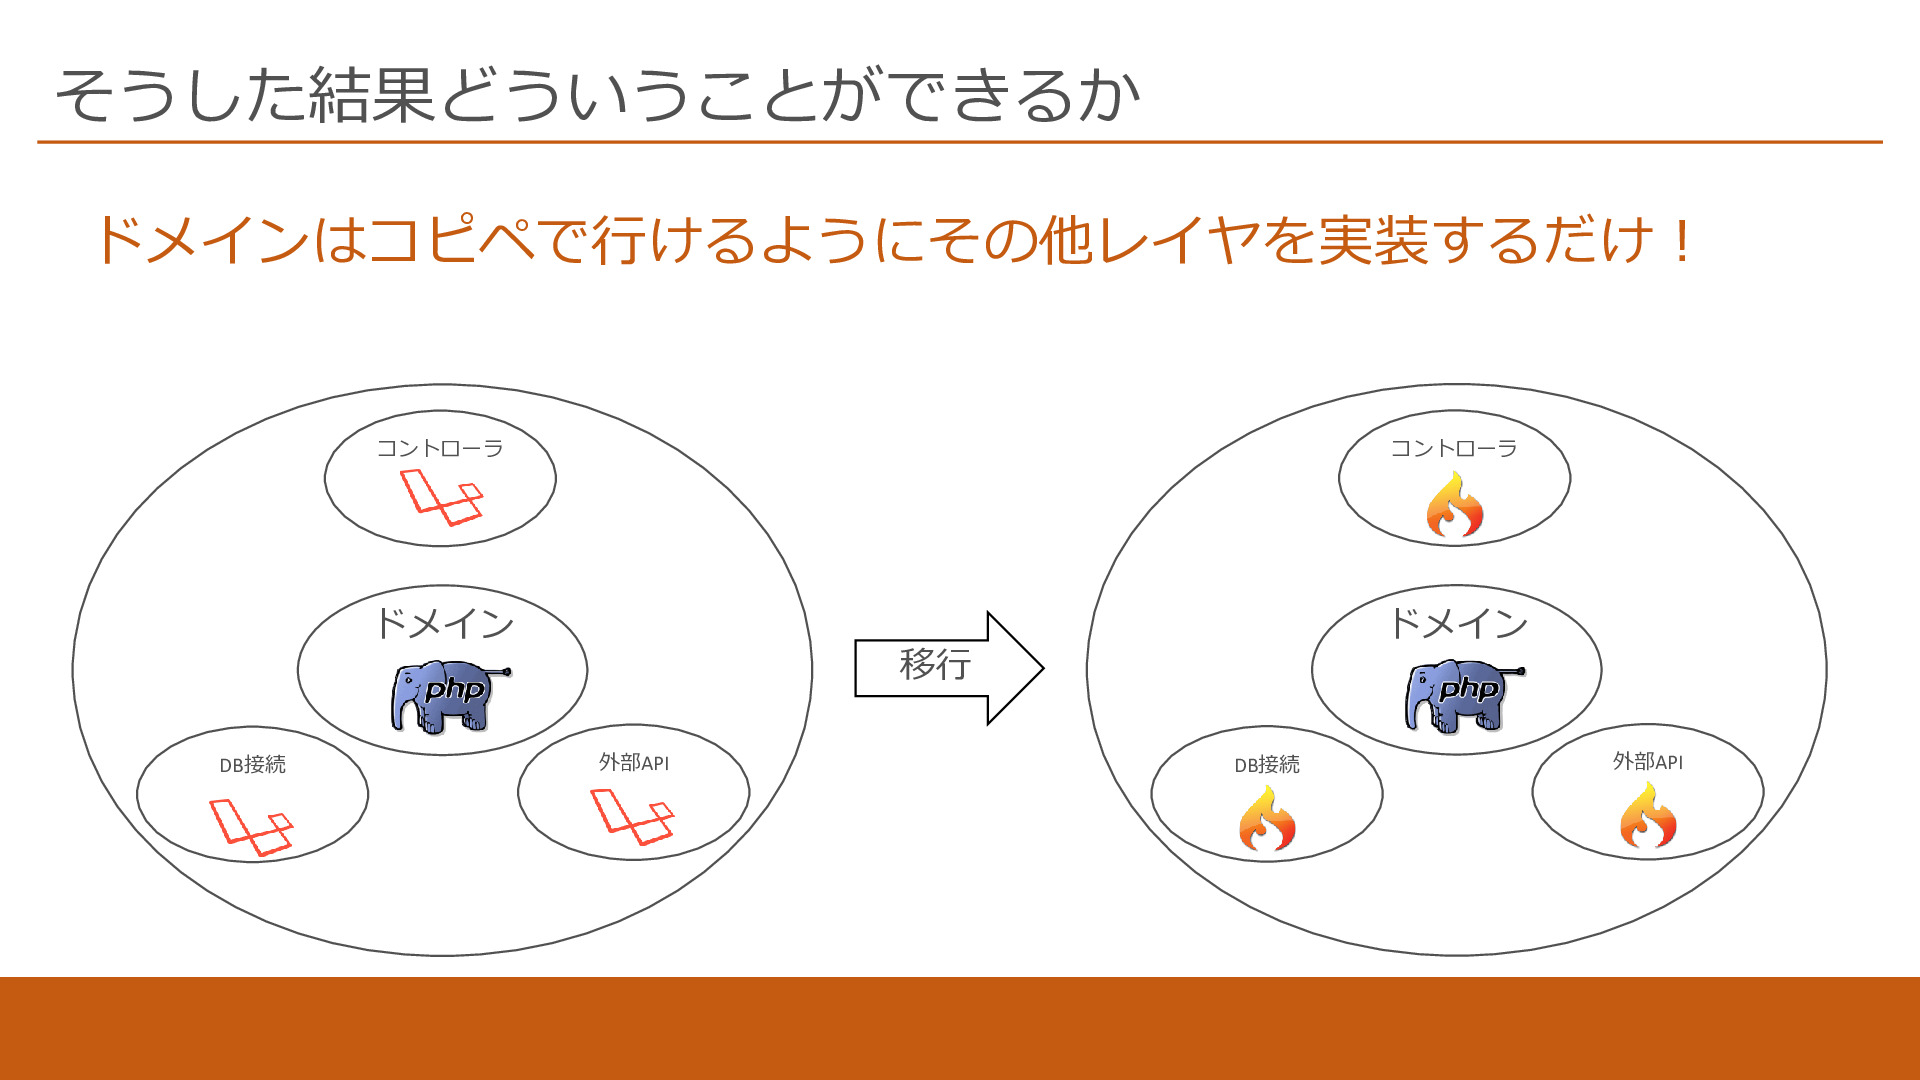 そうした結果どういうことができるか
ドメインはコピペで行けるようにその他レイヤを実装するだけ！
コントローラ
ドメイン
php
DB接続
外部API
移行
コントローラ
ドメイン
php
DB接続
外部API